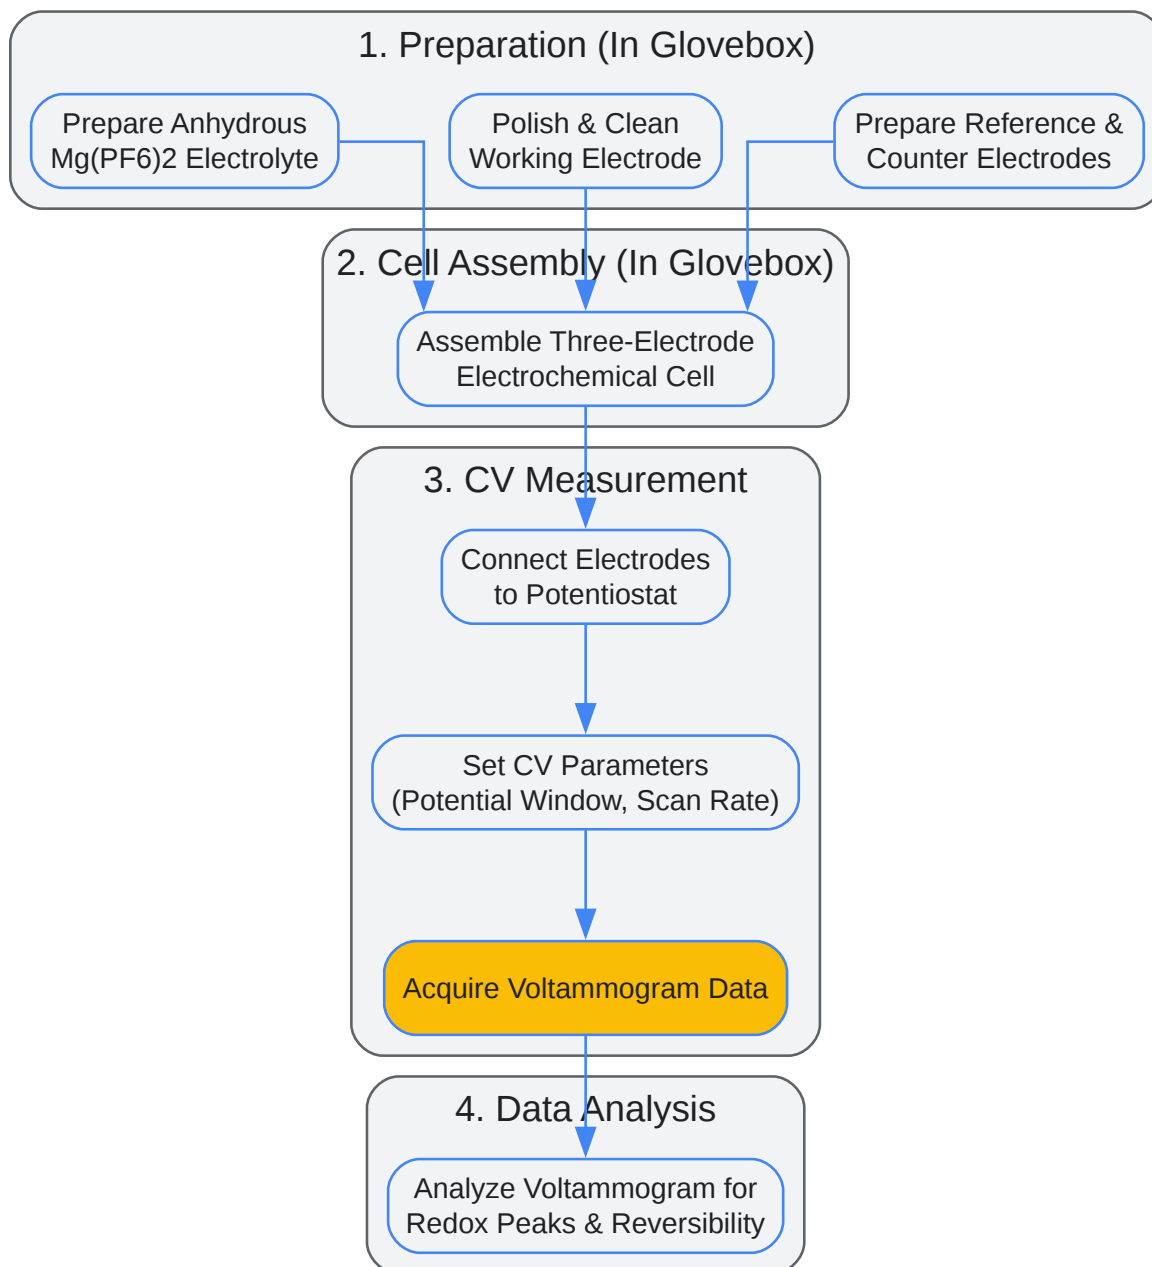 1. Preparation (In Glovebox)
Prepare Anhydrous
Mg(PF6)2 Electrolyte
Polish & Clean
Working Electrode
Prepare Reference &
Counter Electrodes
2. Cell Assembly (In Glovebox)
Assemble Three-Electrode
Electrochemical Cell
3. CV Measurement
Connect Electrodes
to Potentiostat
Set CV Parameters
(Potential Window, Scan Rate)
Acquire Voltammogram Data
4. Data Analysis
Analyze Voltammogram for
Redox Peaks & Reversibility